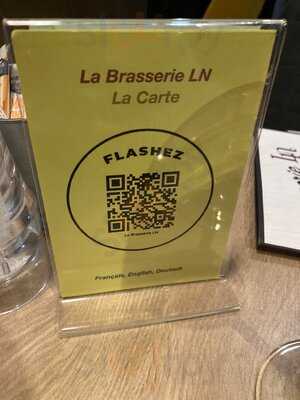 La Brasserie LN
La Carte
FLASHEZ
La Brasserie LN
Français, English, Deutsch